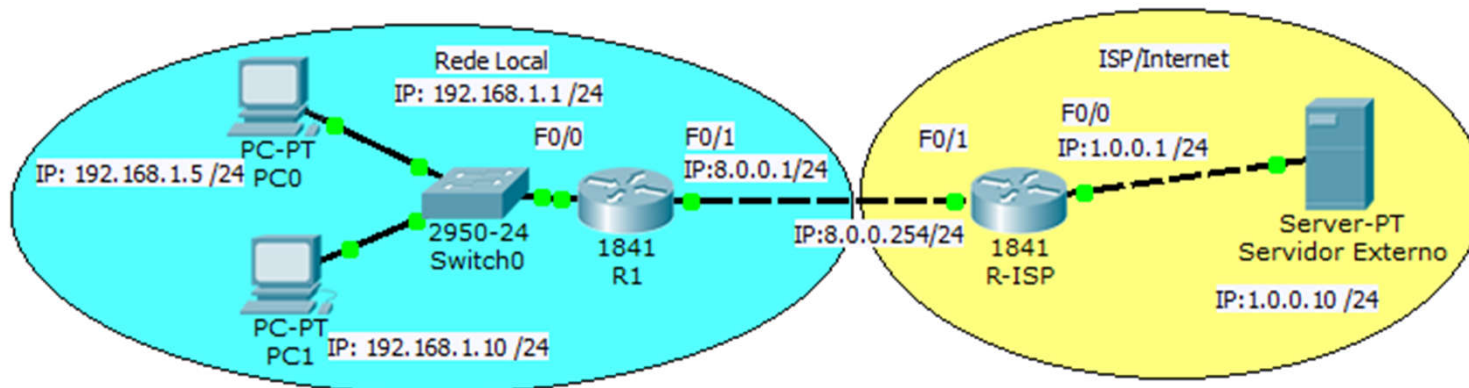 Rede Local
IP: 192.168.1.1 /24
PC-PT
PC0
IP: 192.168.1.5 /24
F0/0
F0/1
IP:8.0.0.1/24
2950-24
Switch0
1841
R1
PC-PT
PC1
IP: 192.168.1.10 /24
ISP/Internet
F0/0
IP:1.0.0.1 /24
F0/1
IP:8.0.0.254/24
1841
R-ISP
Server-PT
Servidor Externo
IP:1.0.0.10 /24